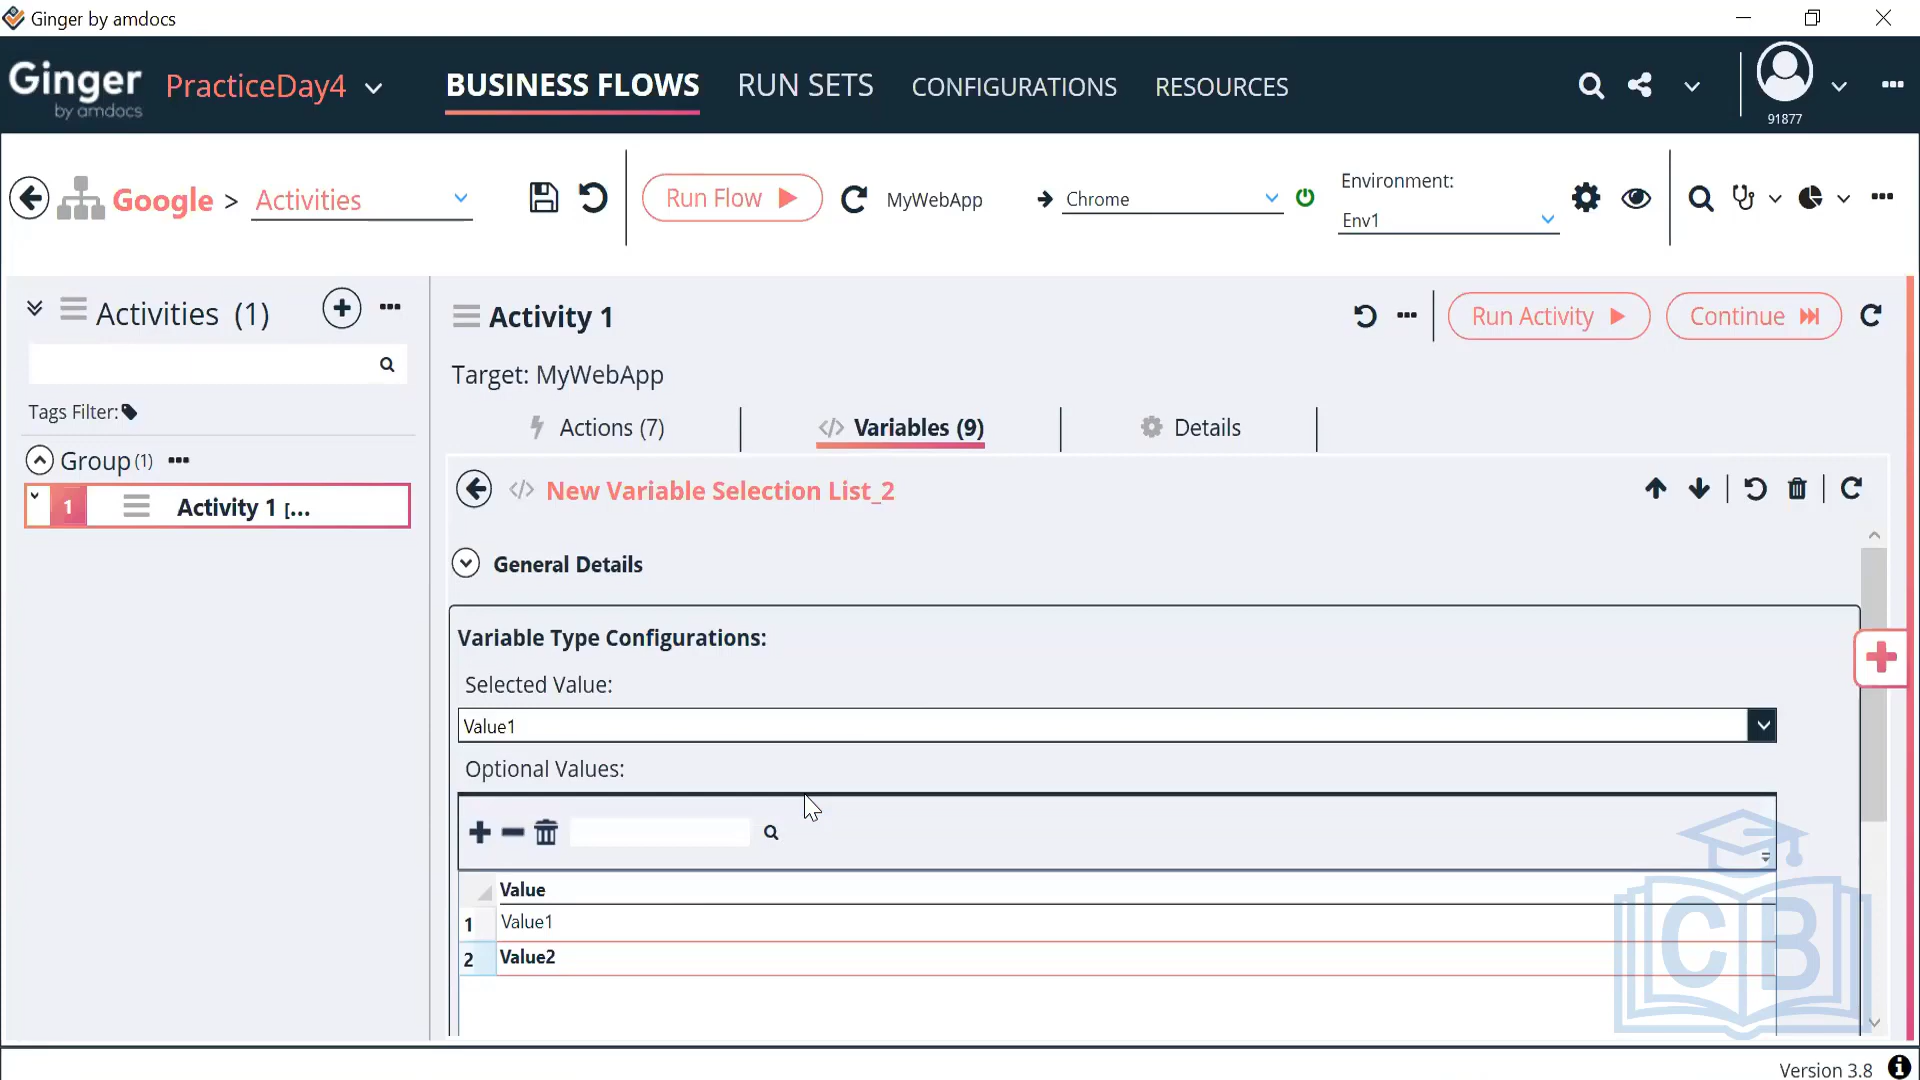 Ginger by amdocs
Ginger
by amdocs
PracticeDay4
BUSINESS FLOWS
RUN SETS
CONFIGURATIONS
RESOURCES
91877
Google > Activities
Run Flow
MyWebApp
Chrome
Environment:
Env1
Activities (1)
Tags Filter:
Group (1)
1 Activity 1 [...
Activity 1
Run Activity
Continue
Target: MyWebApp
Actions (7)
</> Variables (9)
Details
</> New Variable Selection List_2
General Details
Variable Type Configurations:
Selected Value:
Value1
Optional Values:
Value
1 Value1
2 Value2
CB
Version 3.8